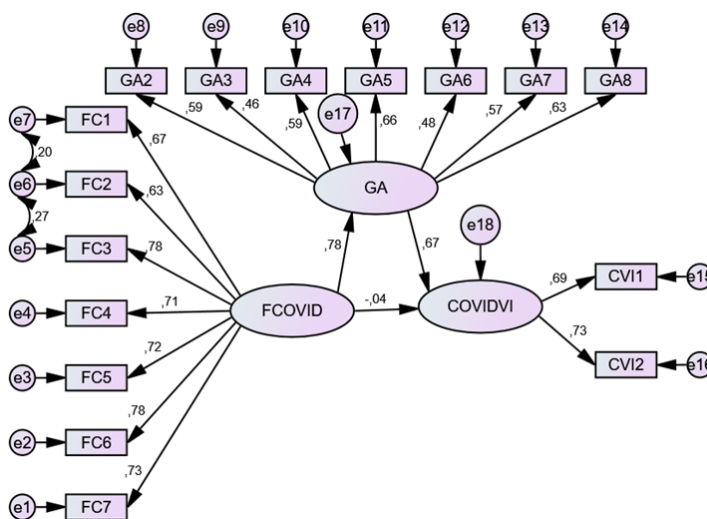 e8 e9 e10 e11 e12 e13 e14
GA2 GA3 GA4 GA5 GA6 GA7 GA8
,59 ,46 ,59 ,66 ,48 ,57 ,63
e17
e7 FC1
,20 ,67
e6 FC2
,63 GA
,27
e5 FC3
,78 ,78 ,67 e18
e4 FC4
,71 FCOVID -,04 COVIDVI ,69 CVI1 e15
e3 FC5
,72 ,73 CVI2 e16
e2 FC6
,78
,73
e1 FC7